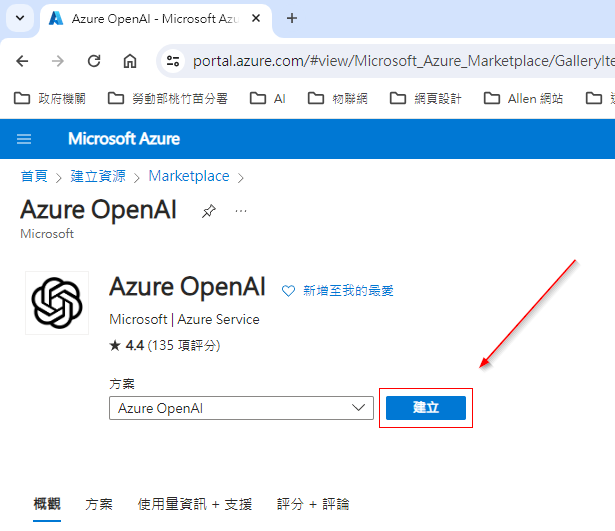 Azure OpenAI - Microsoft Azu
portal.azure.com/#view/Microsoft_Azure_Marketplace/GalleryIte
政府機關 勞動部桃竹苗分署 AI 物聯網 網頁設計 Allen 網站
Microsoft Azure
首頁 > 建立資源 > Marketplace >
Azure OpenAI ...
Microsoft
Azure OpenAI 新增至我的最愛
Microsoft | Azure Service
★ 4.4 (135 項評分)
方案
Azure OpenAI 建立
概觀 方案 使用量資訊 + 支援 評分 + 評論